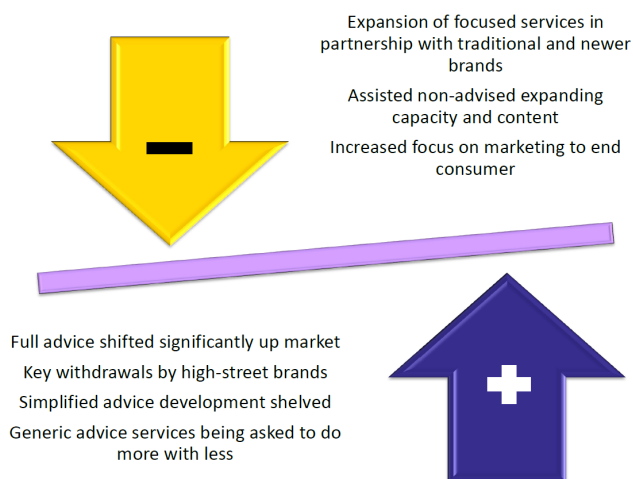 Expansion of focused services in
partnership with traditional and newer
brands
Assisted non-advised expanding
capacity and content
Increased focus on marketing to end
consumer
Full advice shifted significantly up market
Key withdrawals by high-street brands
Simplified advice development shelved
Generic advice services being asked to do
more with less